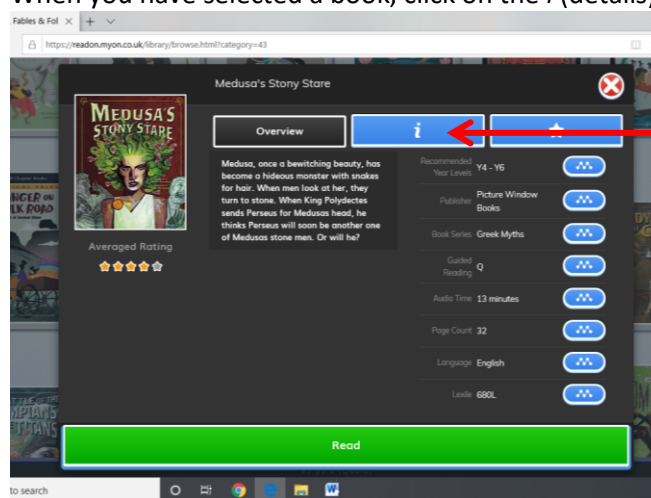 When you have selected a book, click on the i (details)
Fables & Fol
https://readon.myon.co.uk/library/browse.html?category=43
Medusa's Stony Stare
MEDUSA'S
STONY STARE
Overview
i
Medusa, once a bewitching beauty, has
become a hideous monster with snakes
for hair. When men look at her, they
turn to stone. When King Polydectes
sends Perseus for Medusas head, he
thinks Perseus will soon be another one
of Medusas stone men. Or will he?
Averaged Rating
Recommended
Year Levels
Y4 - Y6
Publisher
Picture Window
Books
Book Series Greek Myths
Guided
Reading
Q
Audio Time 13 minutes
Page Count 32
Language English
Lexile 680L
NGER ON
LK ROAD
TITANS
Read
to search